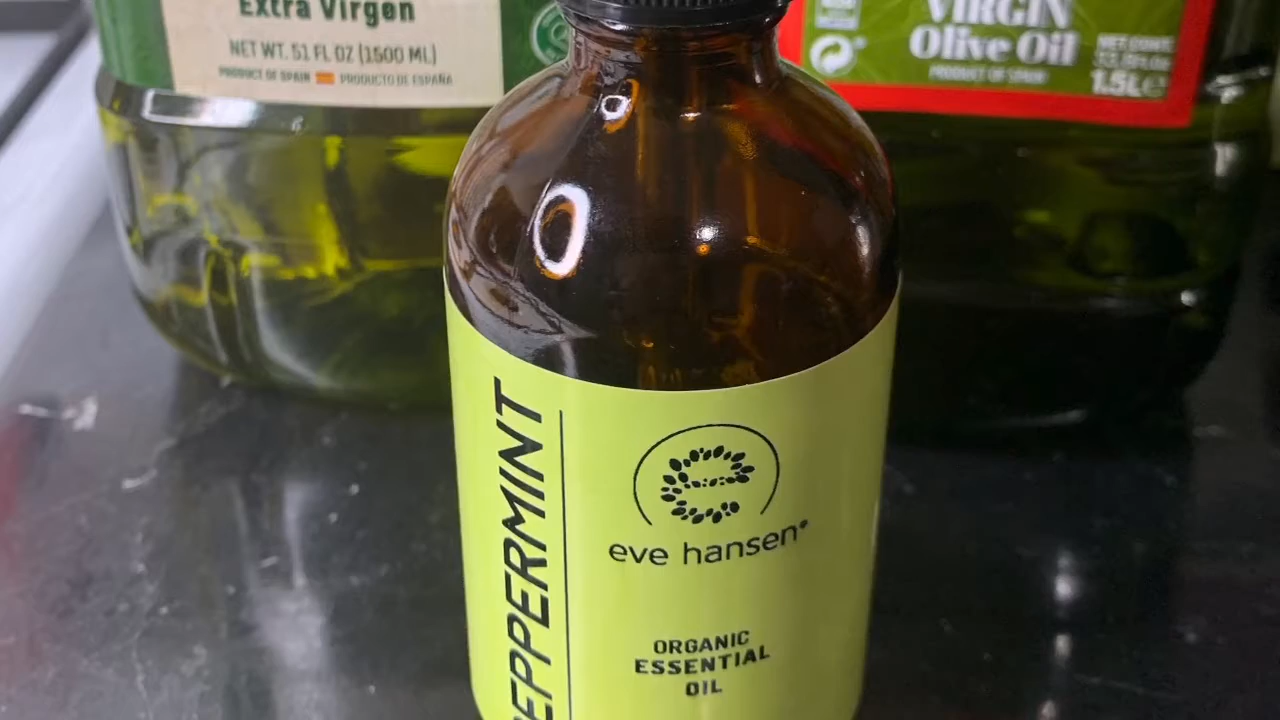 Extra Virgen
NET WT. 51 FL OZ (1500 ML)
PRODUCE OF SPAIN PRODUCTO DE ESPAÑA
VIRGIN
Olive Oil
PRODUCT OF SPAIN
1.5L e
PEPPERMINT
eve hansen®
ORGANIC
ESSENTIAL
OIL